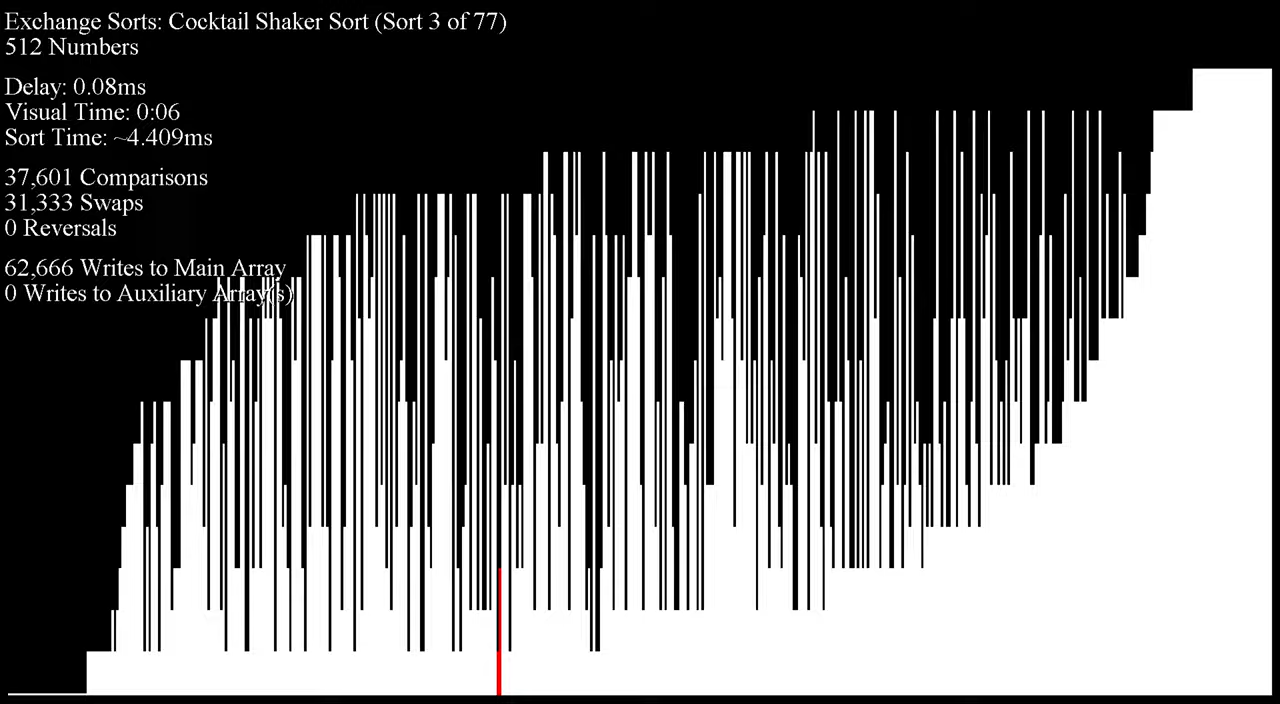 Exchange Sorts: Cocktail Shaker Sort (Sort 3 of 77)
512 Numbers
Delay: 0.08ms
Visual Time: 0:06
Sort Time: ~4.409ms
37,601 Comparisons
31,333 Swaps
0 Reversals
62,666 Writes to Main Array
0 Writes to Auxiliary Array(s)